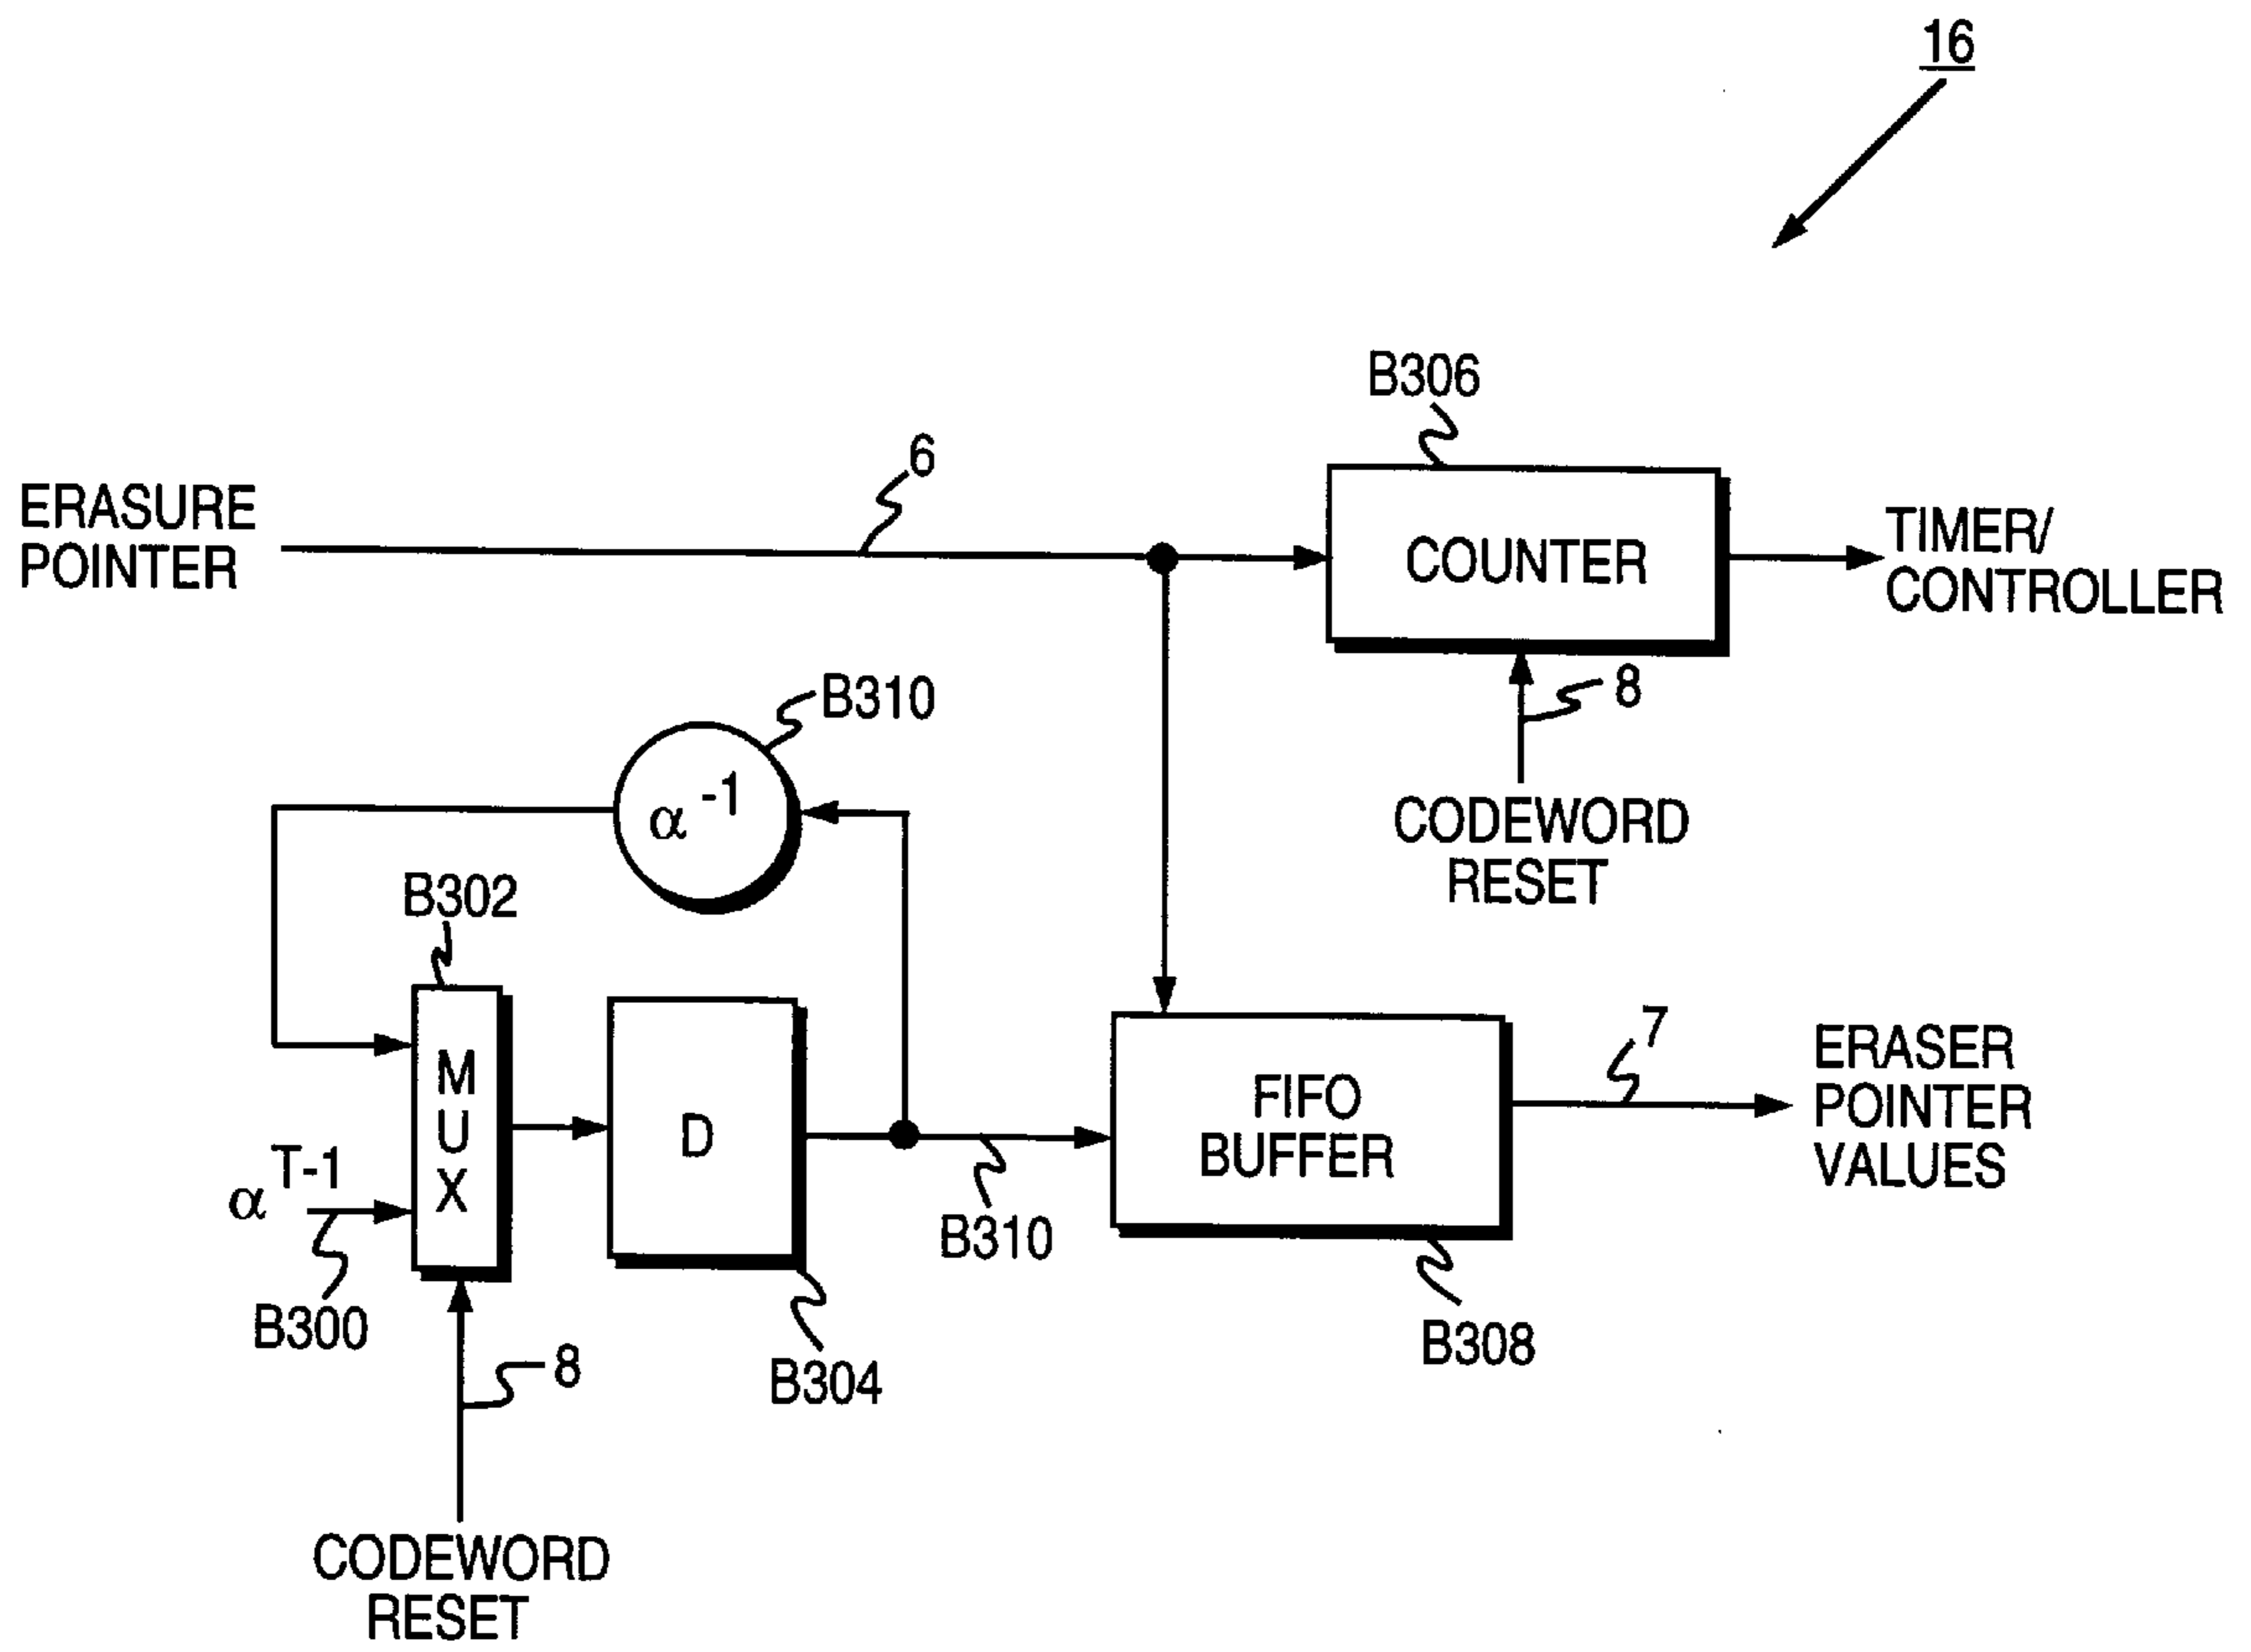 16
B306
6
ERASURE
POINTER
COUNTER
TIMER/
CONTROLLER
8
CODEWORD
RESET
B310
α -1
B302
MUX
D
α T-1
B300
8
CODEWORD
RESET
B304
B310
FIFO
BUFFER
B308
7
ERASER
POINTER
VALUES